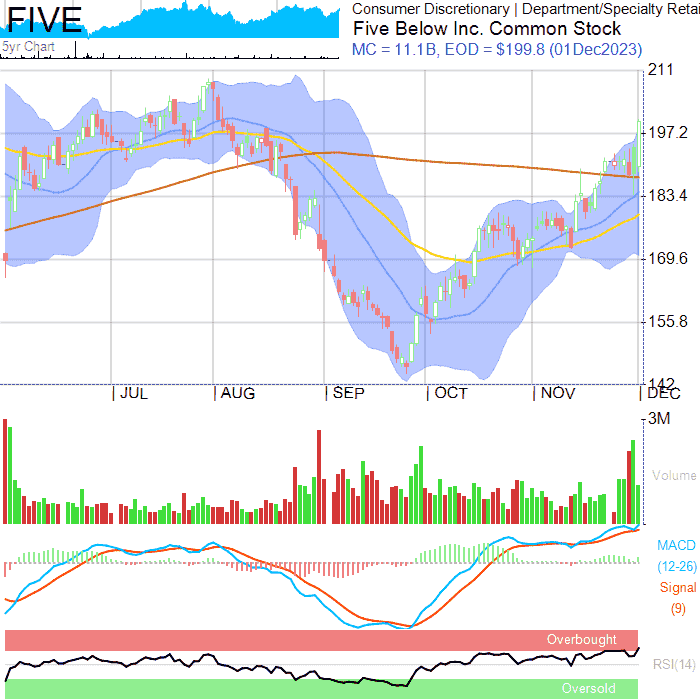 FIVE
5yr Chart
Consumer Discretionary | Department/Specialty Retai
Five Below Inc. Common Stock
MC = 11.1B, EOD = $199.8 (01Dec2023)
211
197.2
183.4
169.6
155.8
142
JUL AUG SEP OCT NOV DEC
3M
Volume
MACD
(12-26)
Signal
(9)
Overbought
RSI(14)
Oversold